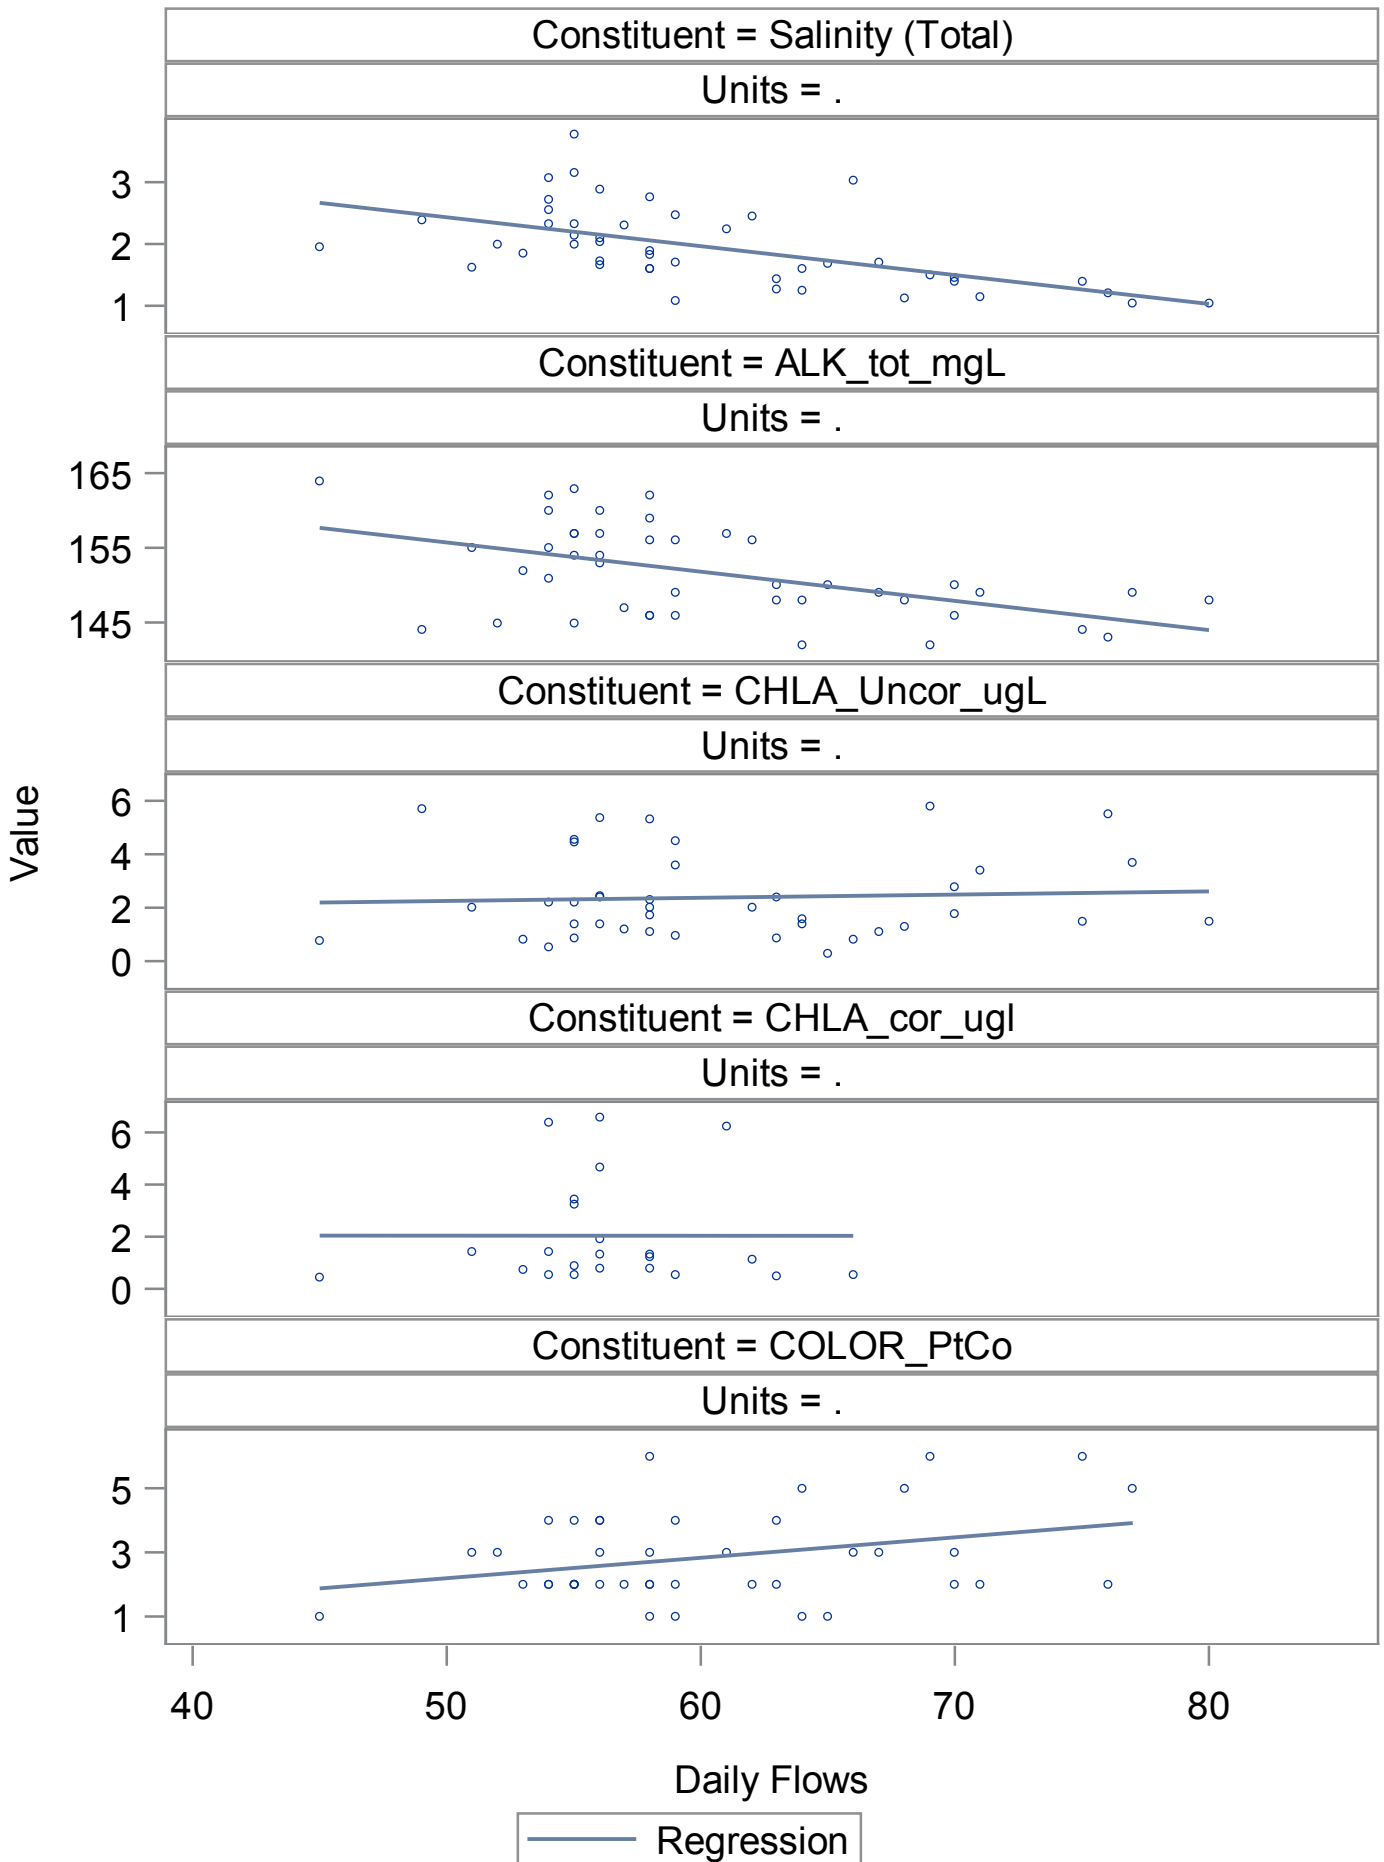 Constituent = Salinity (Total)
Units = .
3
2
1
Constituent = ALK_tot_mgL
Units = .
165
155
145
Constituent = CHLA_Uncor_ugL
Units = .
6
4
2
0
Value
Constituent = CHLA_cor_ugl
Units = .
6
4
2
0
Constituent = COLOR_PtCo
Units = .
5
3
1
40 50 60 70 80
Daily Flows
Regression